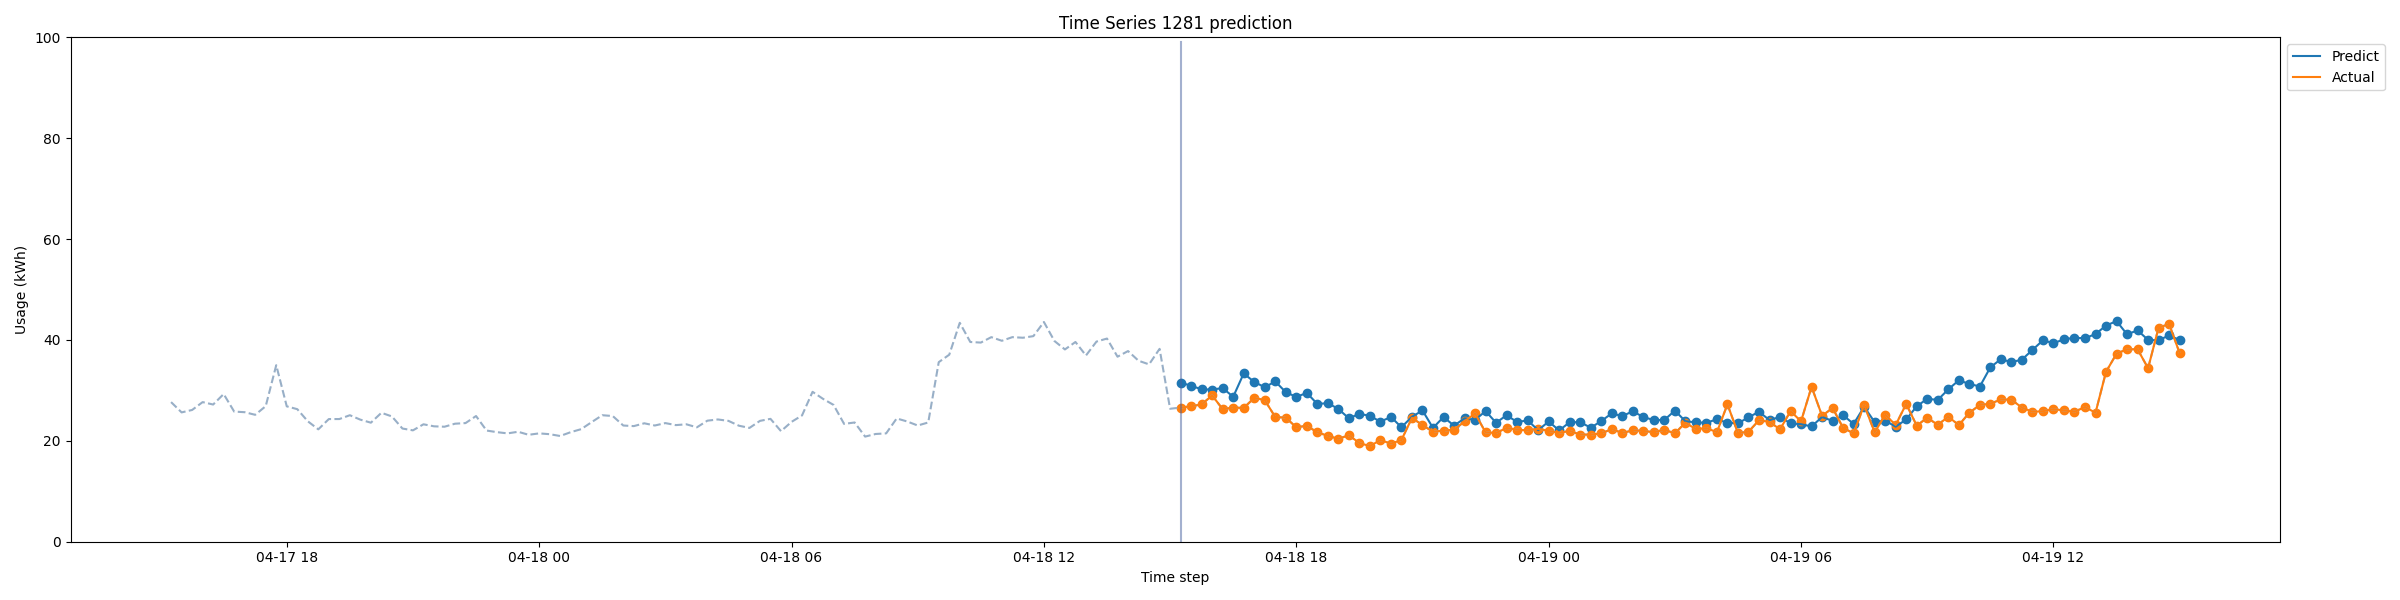 Time Series 1281 prediction
100
80
60
40
20
0
Usage (kWh)
04-17 18
04-18 00
04-18 06
04-18 12
04-18 18
04-19 00
04-19 06
04-19 12
Time step
Predict
Actual